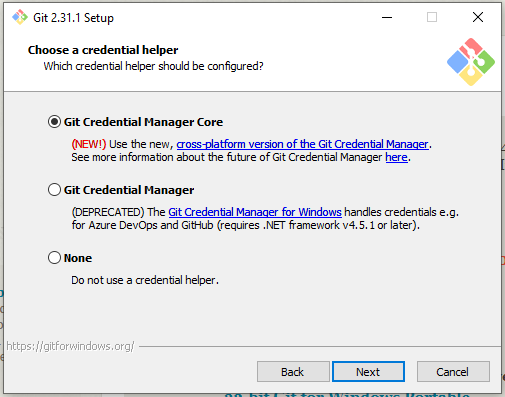 Git 2.31.1 Setup
Choose a credential helper
Which credential helper should be configured?
Git Credential Manager Core
(NEW!) Use the new, cross-platform version of the Git Credential Manager.
See more information about the future of Git Credential Manager here.
Git Credential Manager
(DEPRECATED) The Git Credential Manager for Windows handles credentials e.g.
for Azure DevOps and GitHub (requires .NET framework v4.5.1 or later).
None
Do not use a credential helper.
https://gitforwindows.org/
Back
Next
Cancel